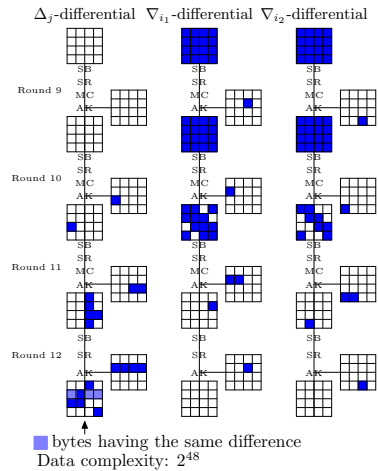 Δj-differential ∇i1-differential ∇i2-differential
SB SB SB
SR SR SR
Round 9
MC MC MC
AK AK AK
SB SB SB
SR SR SR
Round 10
MC MC MC
AK AK AK
SB SB SB
SR SR SR
Round 11
MC MC MC
AK AK AK
SB SB SB
Round 12
SR SR SR
AK AK AK
bytes having the same difference
Data complexity: 2^48